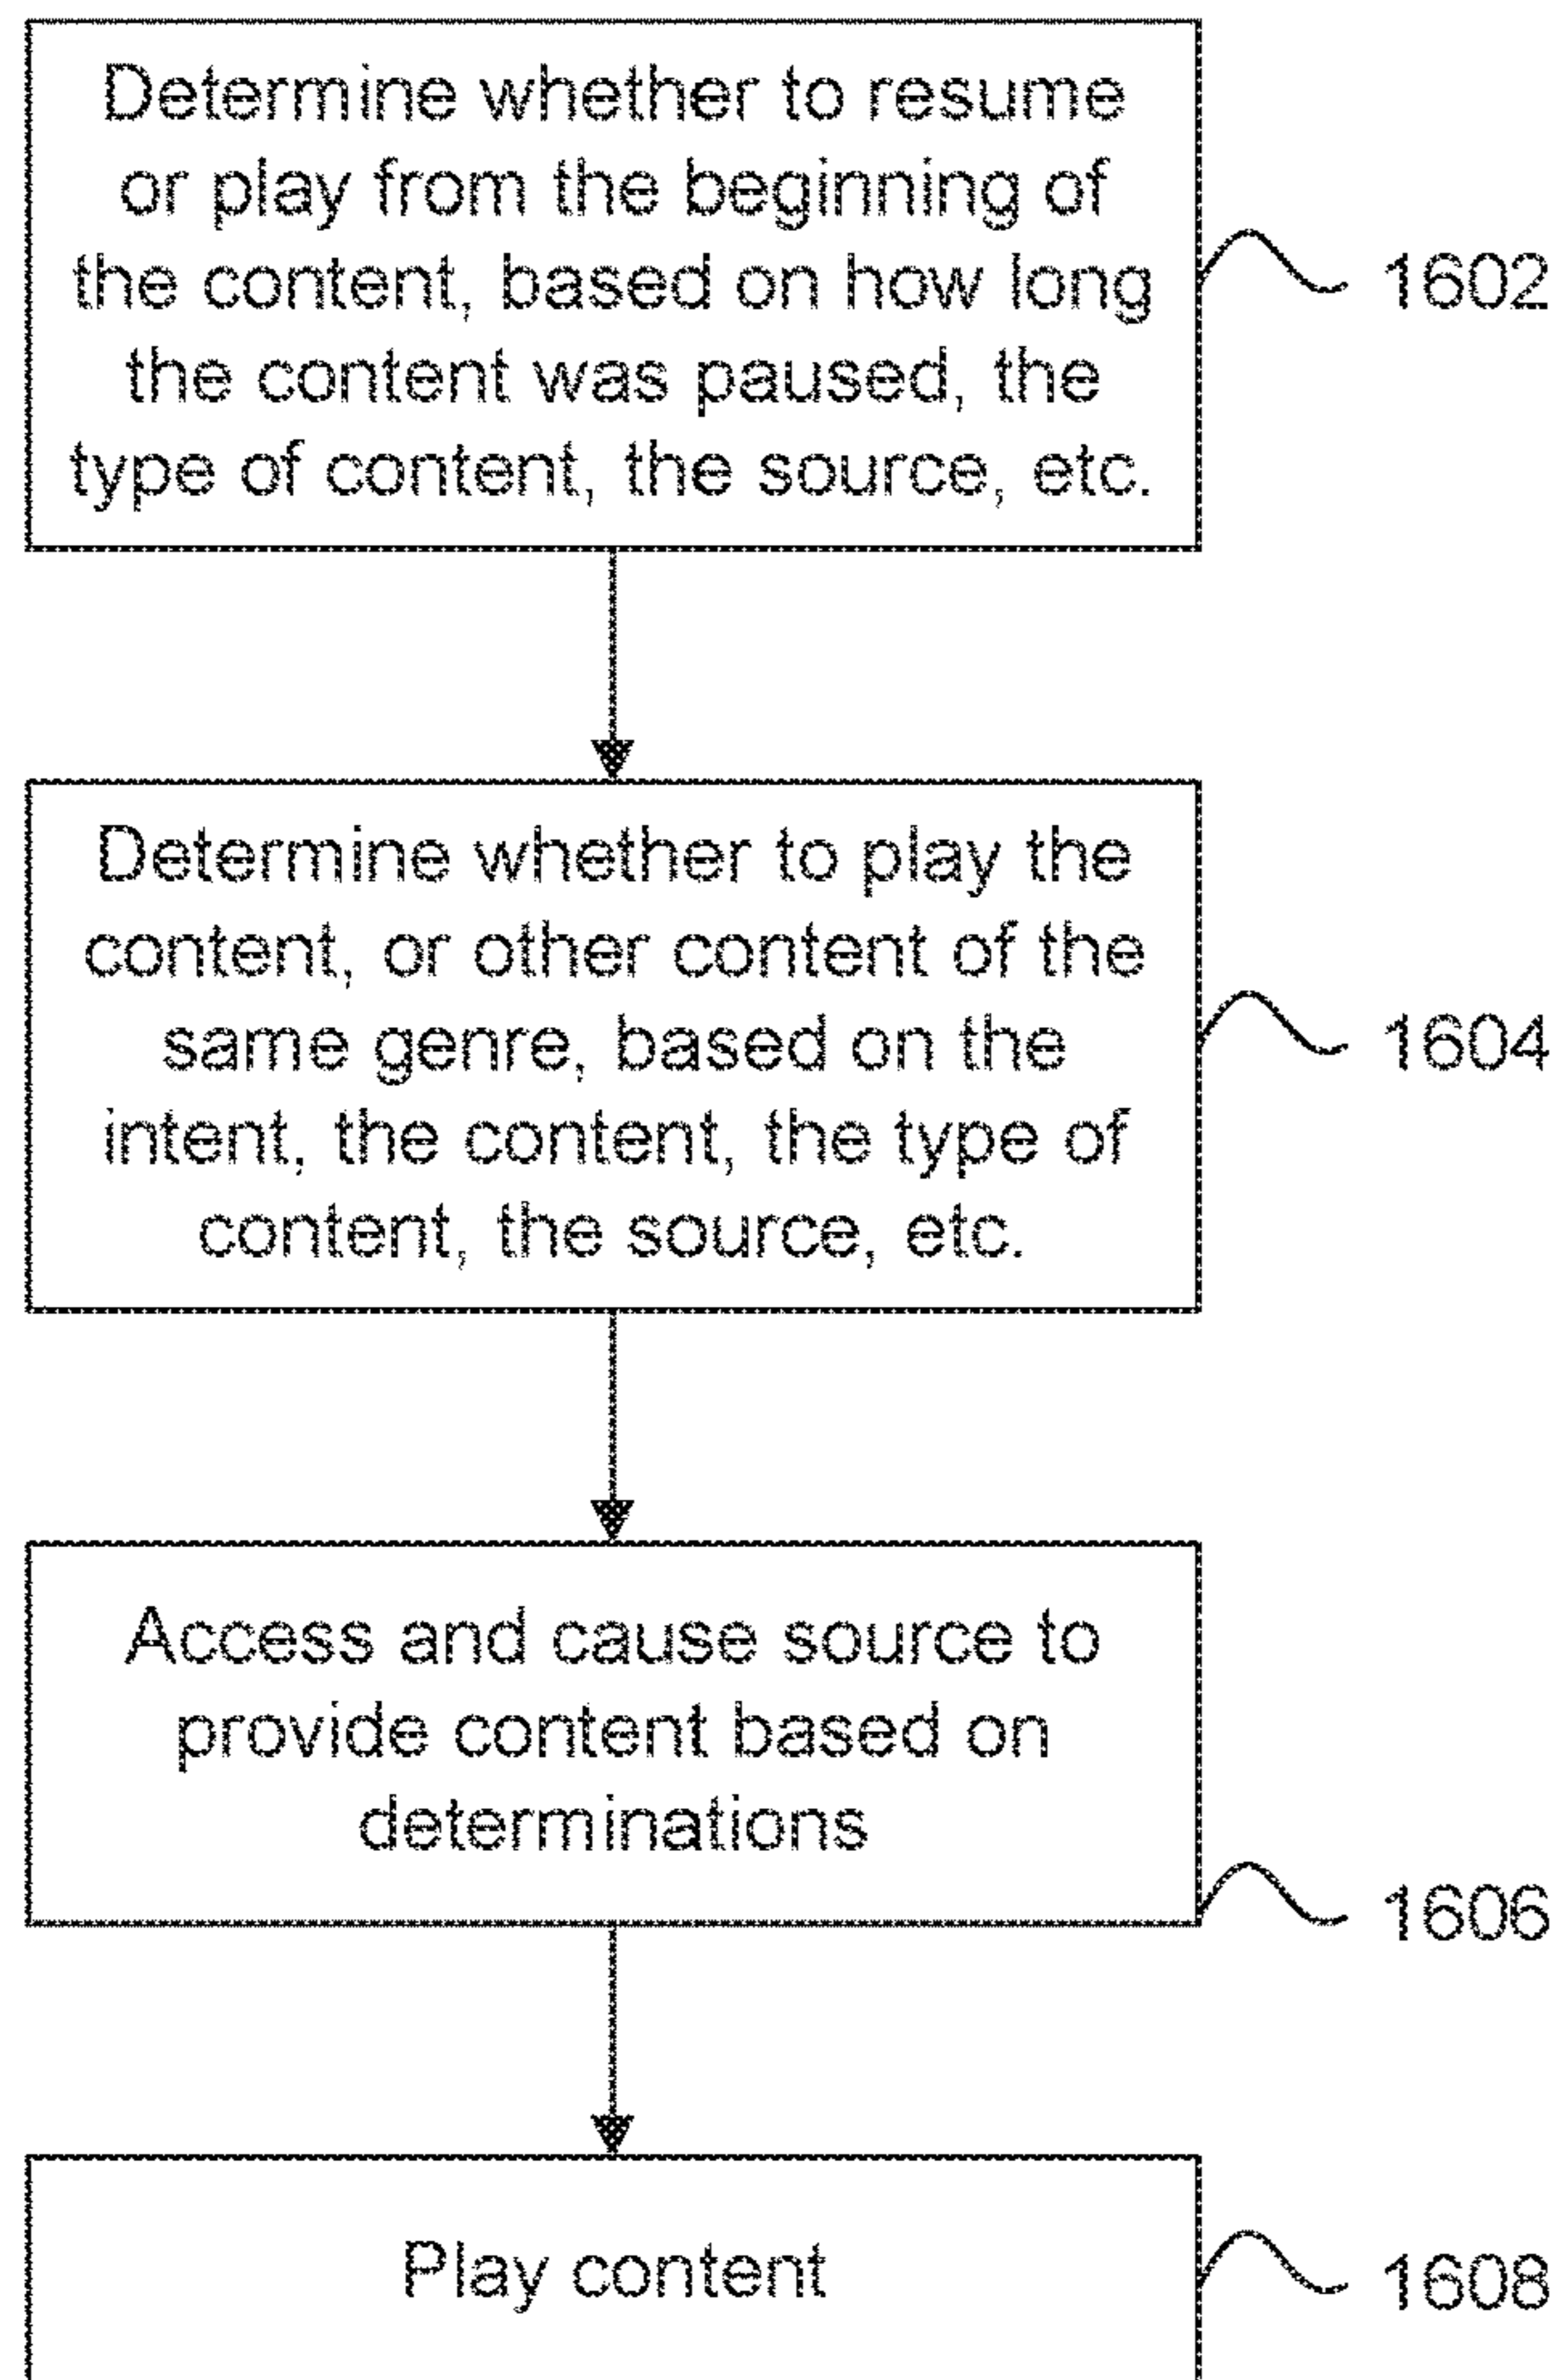 Determine whether to resume
or play from the beginning of
the content, based on how long
the content was paused, the
type of content, the source, etc.
1602
Determine whether to play the
content, or other content of the
same genre, based on the
intent, the content, the type of
content, the source, etc.
1604
Access and cause source to
provide content based on
determinations
1606
Play content
1608